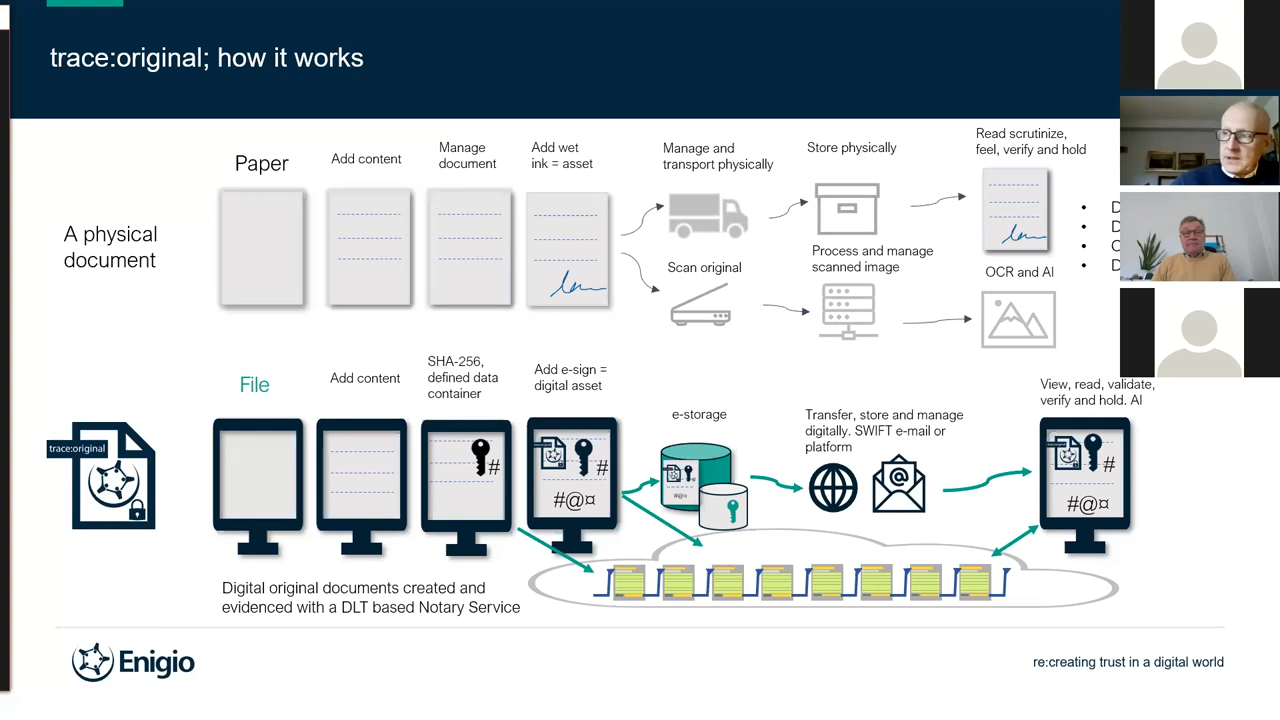 trace:original; how it works
Paper
Add content
Manage
document
Add wet
ink = asset
Manage and
transport physically
Store physically
Read scrutinize,
feel, verify and hold
A physical
document
Scan original
Process and manage
scanned image
OCR and AI
• D
• D
• C
• D
File
Add content
SHA-256,
defined data
container
Add e-sign =
digital asset
e-storage
Transfer, store and manage
digitally. SWIFT e-mail or
platform
View, read, validate,
verify and hold. AI
trace:original
#
#
#@¤
#@¤
@
#
#@¤
Digital original documents created and
evidenced with a DLT based Notary Service
Enigio
re:creating trust in a digital world